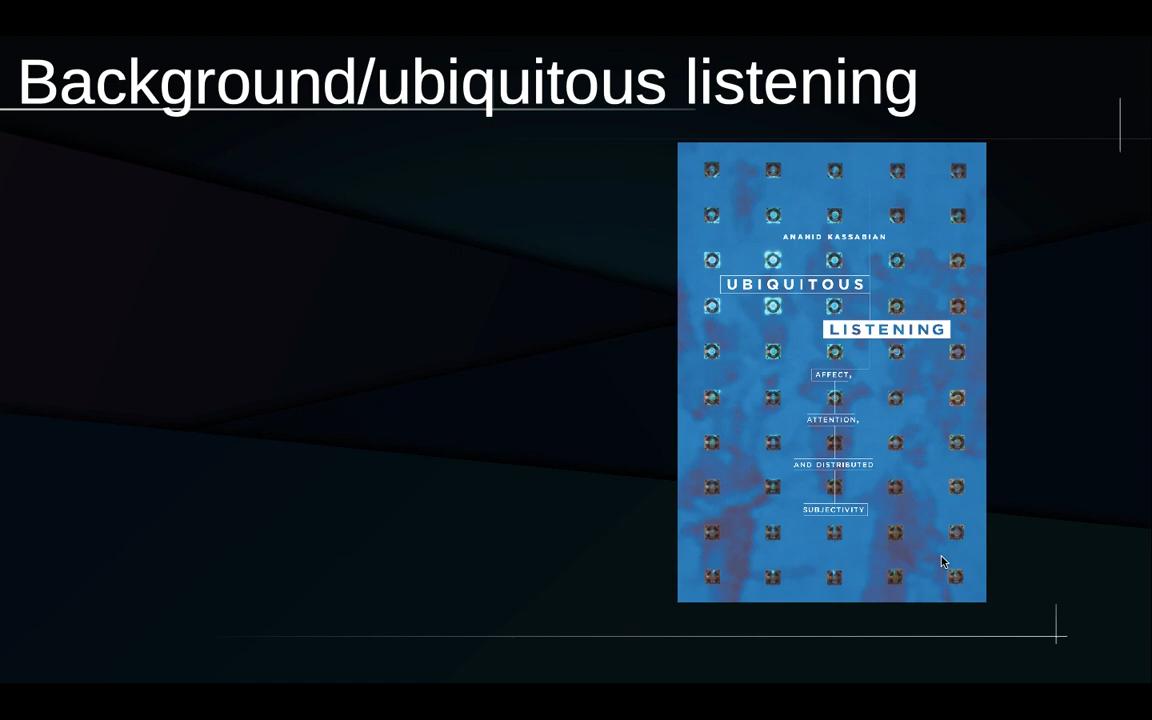 Background/ubiquitous listening
ANAHID KASSABIAN
UBIQUITOUS
LISTENING
AFFECT,
ATTENTION,
AND DISTRIBUTED
SUBJECTIVITY